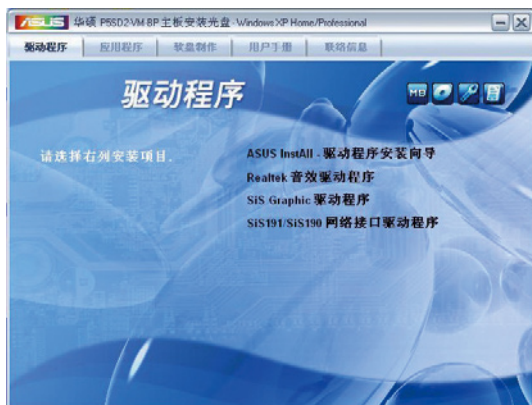 ASUS 华硕 P5SD2-VM BP 主板安装光盘 -Windows XP Home/Professional
驱动程序 应用程序 软盘制作 用户手册 联络信息
驱动程序
MB
请选择右列安装项目.
ASUS InstAll - 驱动程序安装向导
Realtek 音效驱动程序
SiS Graphic 驱动程序
SiS191/SiS190 网络接口驱动程序